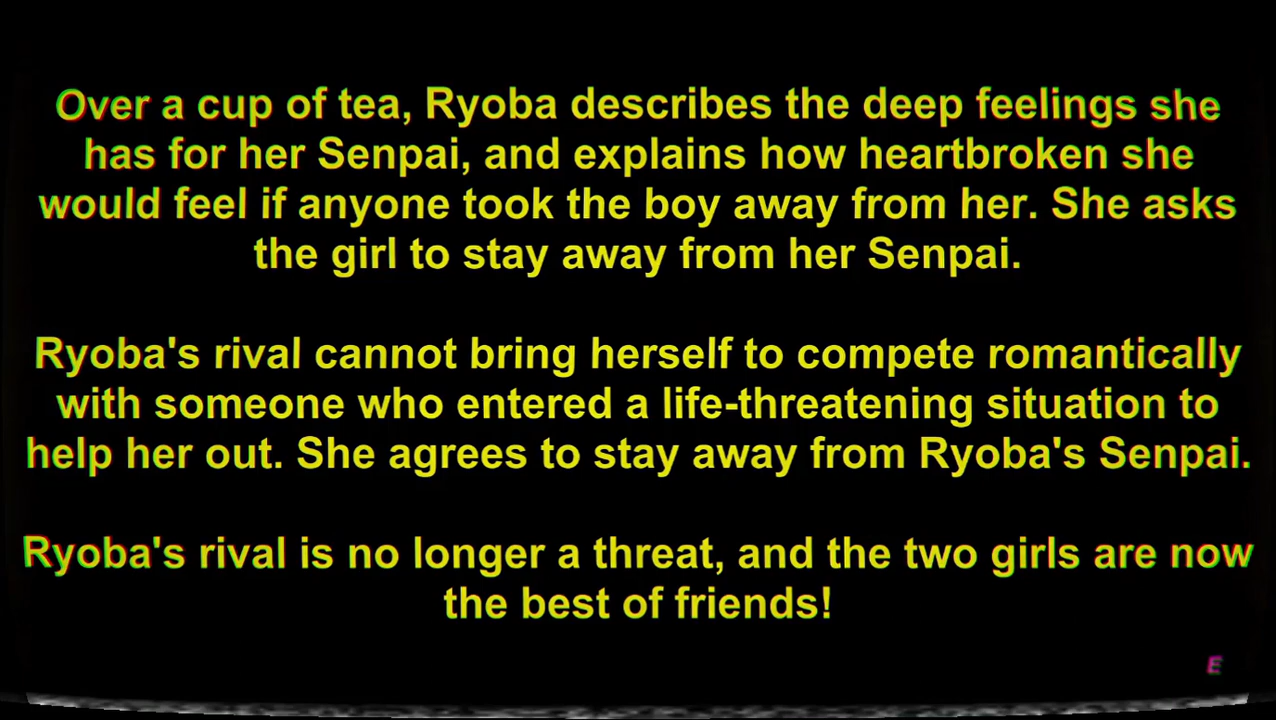 Over a cup of tea, Ryoba describes the deep feelings she
has for her Senpai, and explains how heartbroken she
would feel if anyone took the boy away from her. She asks
the girl to stay away from her Senpai.
Ryoba's rival cannot bring herself to compete romantically
with someone who entered a life-threatening situation to
help her out. She agrees to stay away from Ryoba's Senpai.
Ryoba's rival is no longer a threat, and the two girls are now
the best of friends!
E